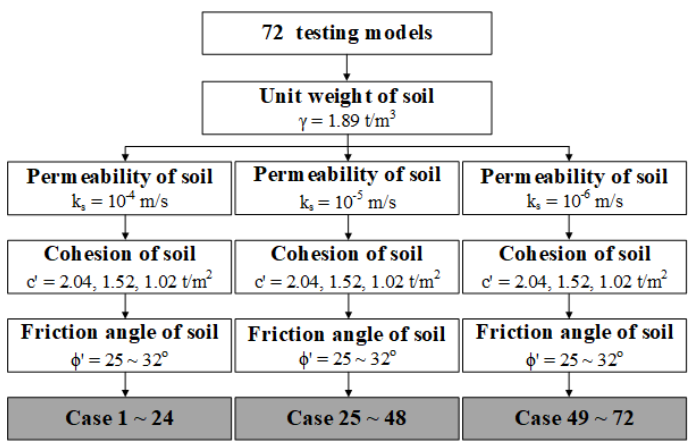 72 testing models
Unit weight of soil
γ = 1.89 t/m³
Permeability of soil
kₛ = 10⁻⁴ m/s
Permeability of soil
kₛ = 10⁻⁵ m/s
Permeability of soil
kₛ = 10⁻⁶ m/s
Cohesion of soil
c' = 2.04, 1.52, 1.02 t/m²
Cohesion of soil
c' = 2.04, 1.52, 1.02 t/m²
Cohesion of soil
c' = 2.04, 1.52, 1.02 t/m²
Friction angle of soil
ϕ' = 25 ~ 32°
Friction angle of soil
ϕ' = 25 ~ 32°
Friction angle of soil
ϕ' = 25 ~ 32°
Case 1 ~ 24
Case 25 ~ 48
Case 49 ~ 72